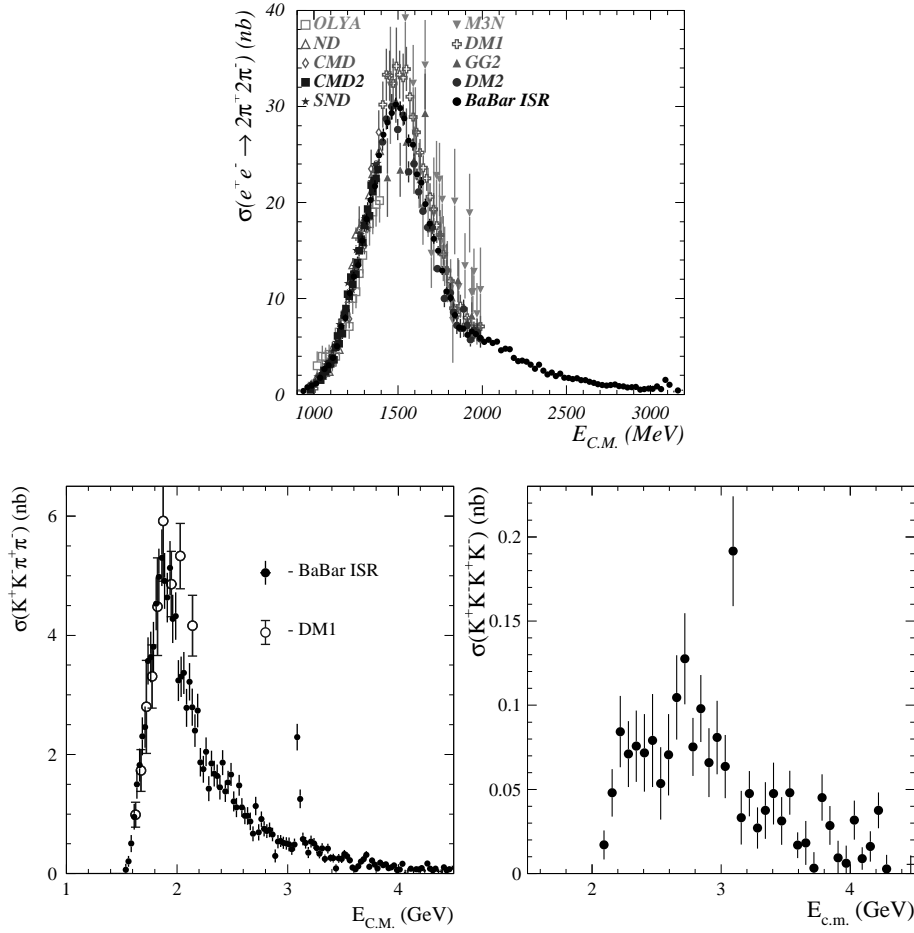 σ(e⁺e⁻ → 2π⁺2π⁻) (nb)
40
30
20
10
0
OLYA
ND
CMD
CMD2
SND
M3N
DM1
GG2
DM2
BaBar ISR
1000 1500 2000 2500 3000
E_C.M. (MeV)
σ(K⁺K⁻π⁺π⁻) (nb)
6
4
2
0
- BaBar ISR
- DM1
1 2 3 4
E_C.M. (GeV)
σ(K⁺K⁻K⁺K⁻) (nb)
0.2
0.15
0.1
0.05
0
2 3 4
E_c.m. (GeV)